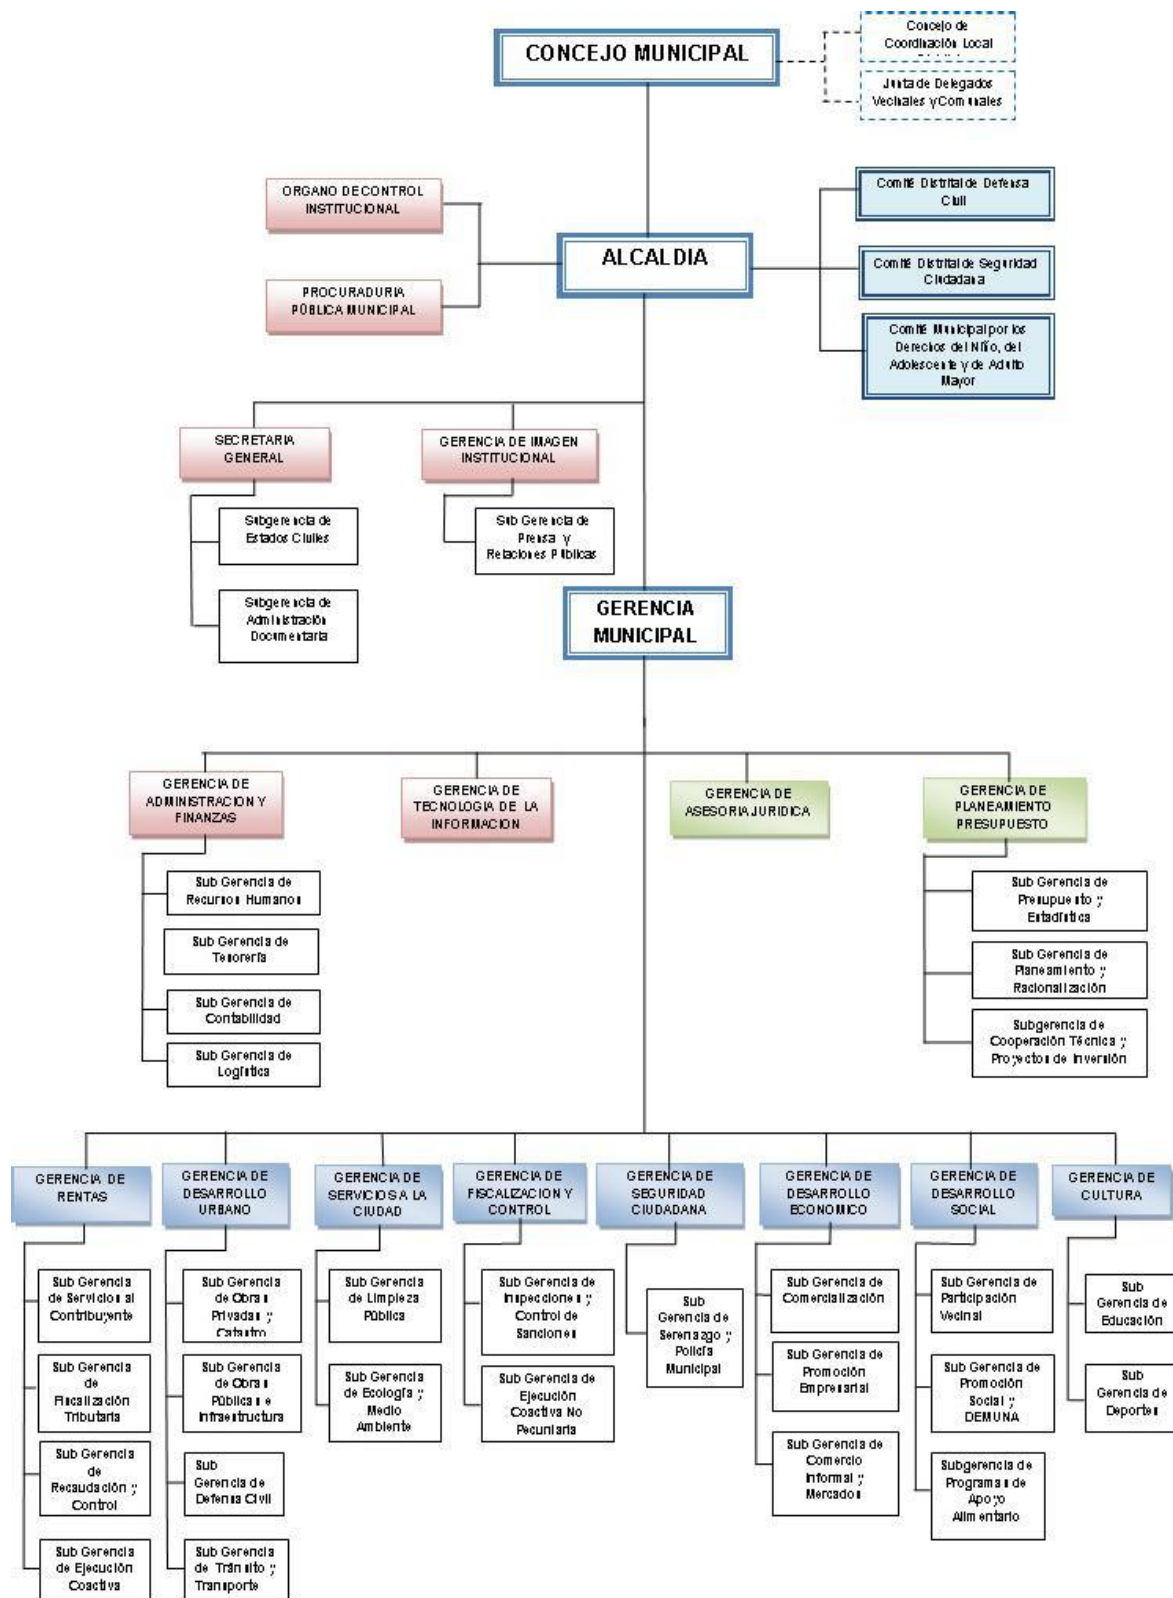 CONCEJO MUNICIPAL
Concejo de
Coordinación Local
Junta de Delegados
Vecinales y Comunales
ORGANO DE CONTROL
INSTITUCIONAL
PROCURADURIA
PÚBLICA MUNICIPAL
ALCALDIA
Comité Distrital de Defensa
Civil
Comité Distrital de Seguridad
Ciudadana
Comité Municipal por los
Derechos del Niño, del
Adolescente y de Adulto
Mayor
SECRETARIA
GENERAL
GERENCIA DE IMAGEN
INSTITUCIONAL
Subgerencia de
Estados Civiles
Subgerencia de
Administración
Documentaria
Sub Gerencia de
Prensa y
Relaciones Públicas
GERENCIA
MUNICIPAL
GERENCIA DE
ADMINISTRACION Y
FINANZAS
GERENCIA DE
TECNOLOGIA DE LA
INFORMACION
GERENCIA DE
ASESORIA JURIDICA
GERENCIA DE
PLANEAMIENTO
PRESUPUESTO
Sub Gerencia de
Recursos Humanos
Sub Gerencia de
Tesorería
Sub Gerencia de
Contabilidad
Sub Gerencia de
Logística
Sub Gerencia de
Presupuesto y
Estadística
Sub Gerencia de
Planeamiento y
Racionalización
Subgerencia de
Cooperación Técnica y
Proyectos de Inversión
GERENCIA DE
RENTAS
GERENCIA DE
DESARROLLO
URBANO
GERENCIA DE
SERVICIOS A LA
CIUDAD
GERENCIA DE
FISCALIZACION Y
CONTROL
GERENCIA DE
SEGURIDAD
CIUDADANA
GERENCIA DE
DESARROLLO
ECONOMICO
GERENCIA DE
DESARROLLO
SOCIAL
GERENCIA DE
CULTURA
Sub Gerencia
de Servicios al
Contribuyente
Sub Gerencia
de
Fiscalización
Tributaria
Sub Gerencia
de
Recaudación y
Control
Sub Gerencia
de Ejecución
Coactiva
Sub Gerencia
de Obras
Privadas y
Catastro
Sub Gerencia
de Obras
Públicas e
Infraestructura
Sub
Gerencia de
Defensa Civil
Sub Gerencia
de Tránsito y
Transporte
Sub Gerencia
de Limpieza
Pública
Sub Gerencia
de Ecología y
Medio
Ambiente
Sub Gerencia de
Inspecciones y
Control de
Sanciones
Sub Gerencia de
Ejecución
Coactiva No
Pecuniaria
Sub
Gerencia de
Serenazgo y
Policía
Municipal
Sub Gerencia de
Comercialización
Sub Gerencia de
Promoción
Empresarial
Sub Gerencia de
Comercio
Informal y
Mercados
Sub Gerencia de
Participación
Vecinal
Sub Gerencia de
Promoción
Social y
DEMUNA
Subgerencia de
Programas de
Apoyo
Alimentario
Sub
Gerencia de
Educación
Sub
Gerencia de
Deportes